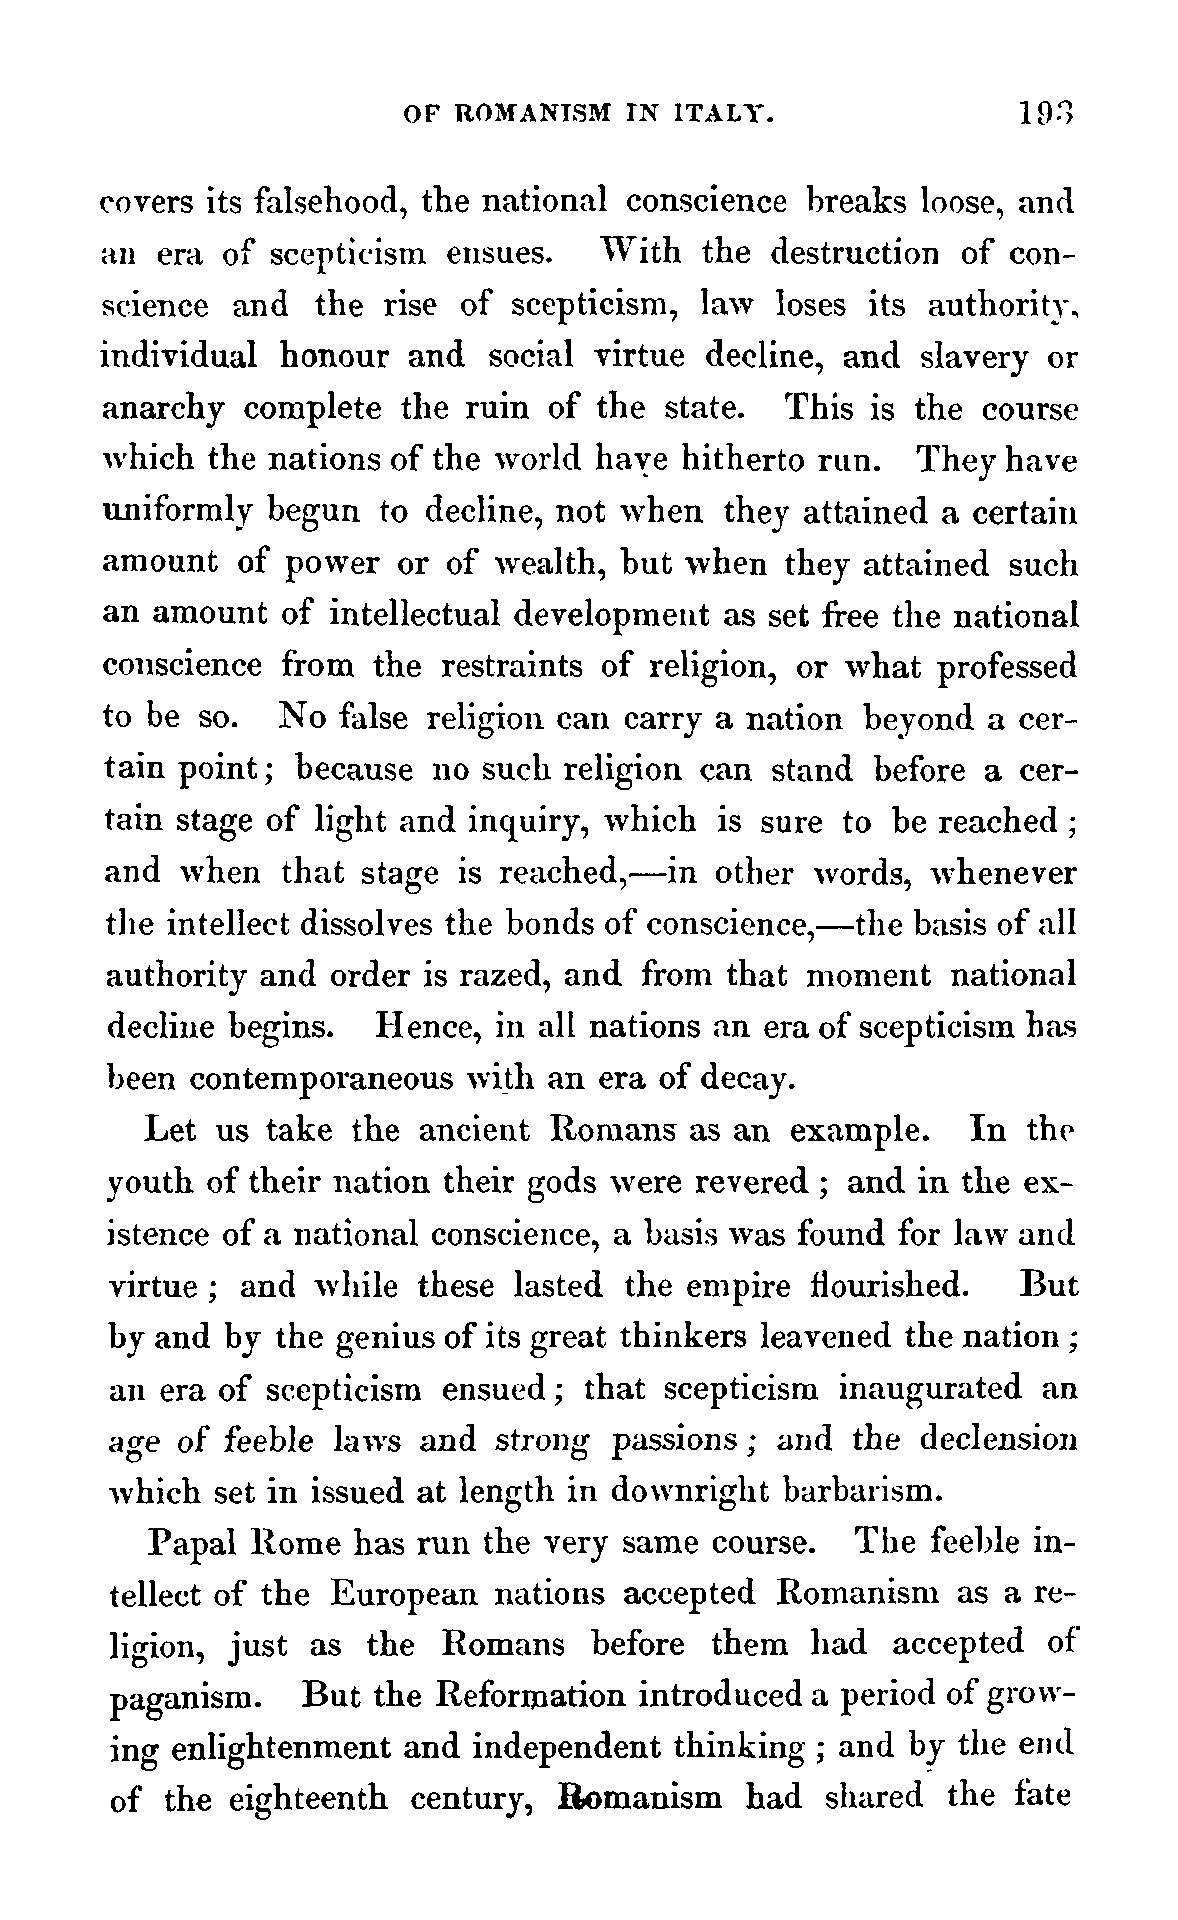 OF ROMANISM IN ITALY. 193
covers its falsehood, the national conscience breaks loose, and
an era of scepticism ensues. With the destruction of con-
science and the rise of scepticism, law loses its authority,
individual honour and social virtue decline, and slavery or
anarchy complete the ruin of the state. This is the course
which the nations of the world have hitherto run. They have
uniformly begun to decline, not when they attained a certain
amount of power or of wealth, but when they attained such
an amount of intellectual development as set free the national
conscience from the restraints of religion, or what professed
to be so. No false religion can carry a nation beyond a cer-
tain point; because no such religion can stand before a cer-
tain stage of light and inquiry, which is sure to be reached ;
and when that stage is reached,—in other words, whenever
the intellect dissolves the bonds of conscience,—the basis of all
authority and order is razed, and from that moment national
decline begins. Hence, in all nations an era of scepticism has
been contemporaneous with an era of decay.
Let us take the ancient Romans as an example. In the
youth of their nation their gods were revered ; and in the ex-
istence of a national conscience, a basis was found for law and
virtue ; and while these lasted the empire flourished. But
by and by the genius of its great thinkers leavened the nation ;
an era of scepticism ensued ; that scepticism inaugurated an
age of feeble laws and strong passions ; and the declension
which set in issued at length in downright barbarism.
Papal Rome has run the very same course. The feeble in-
tellect of the European nations accepted Romanism as a re-
ligion, just as the Romans before them had accepted of
paganism. But the Reformation introduced a period of grow-
ing enlightenment and independent thinking ; and by the end
of the eighteenth century, Romanism had shared the fate